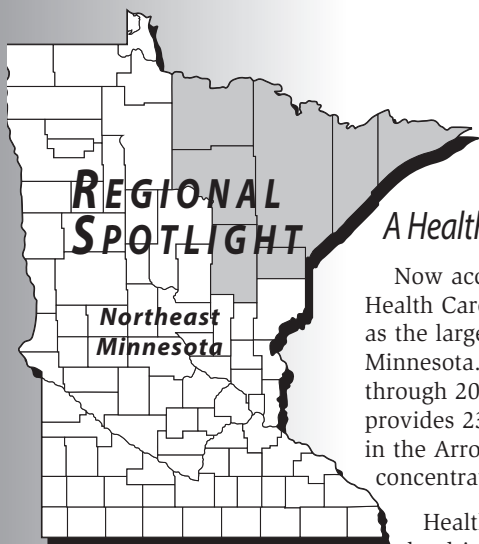 REGIONAL
SPOTLIGHT
Northeast
Minnesota
A Health
Now acc
Health Care
as the large
Minnesota.
through 20
provides 23
in the Arro
concentrat
Health